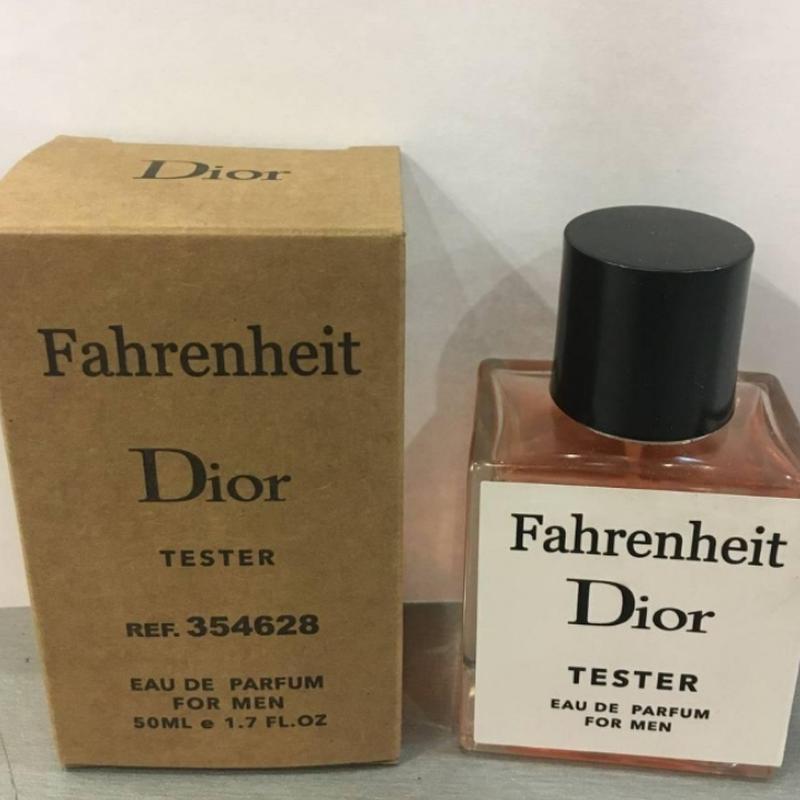 Dior
Fahrenheit
Dior
TESTER
REF. 354628
EAU DE PARFUM
FOR MEN
50ML e 1.7 FL.OZ
Fahrenheit
Dior
TESTER
EAU DE PARFUM
FOR MEN